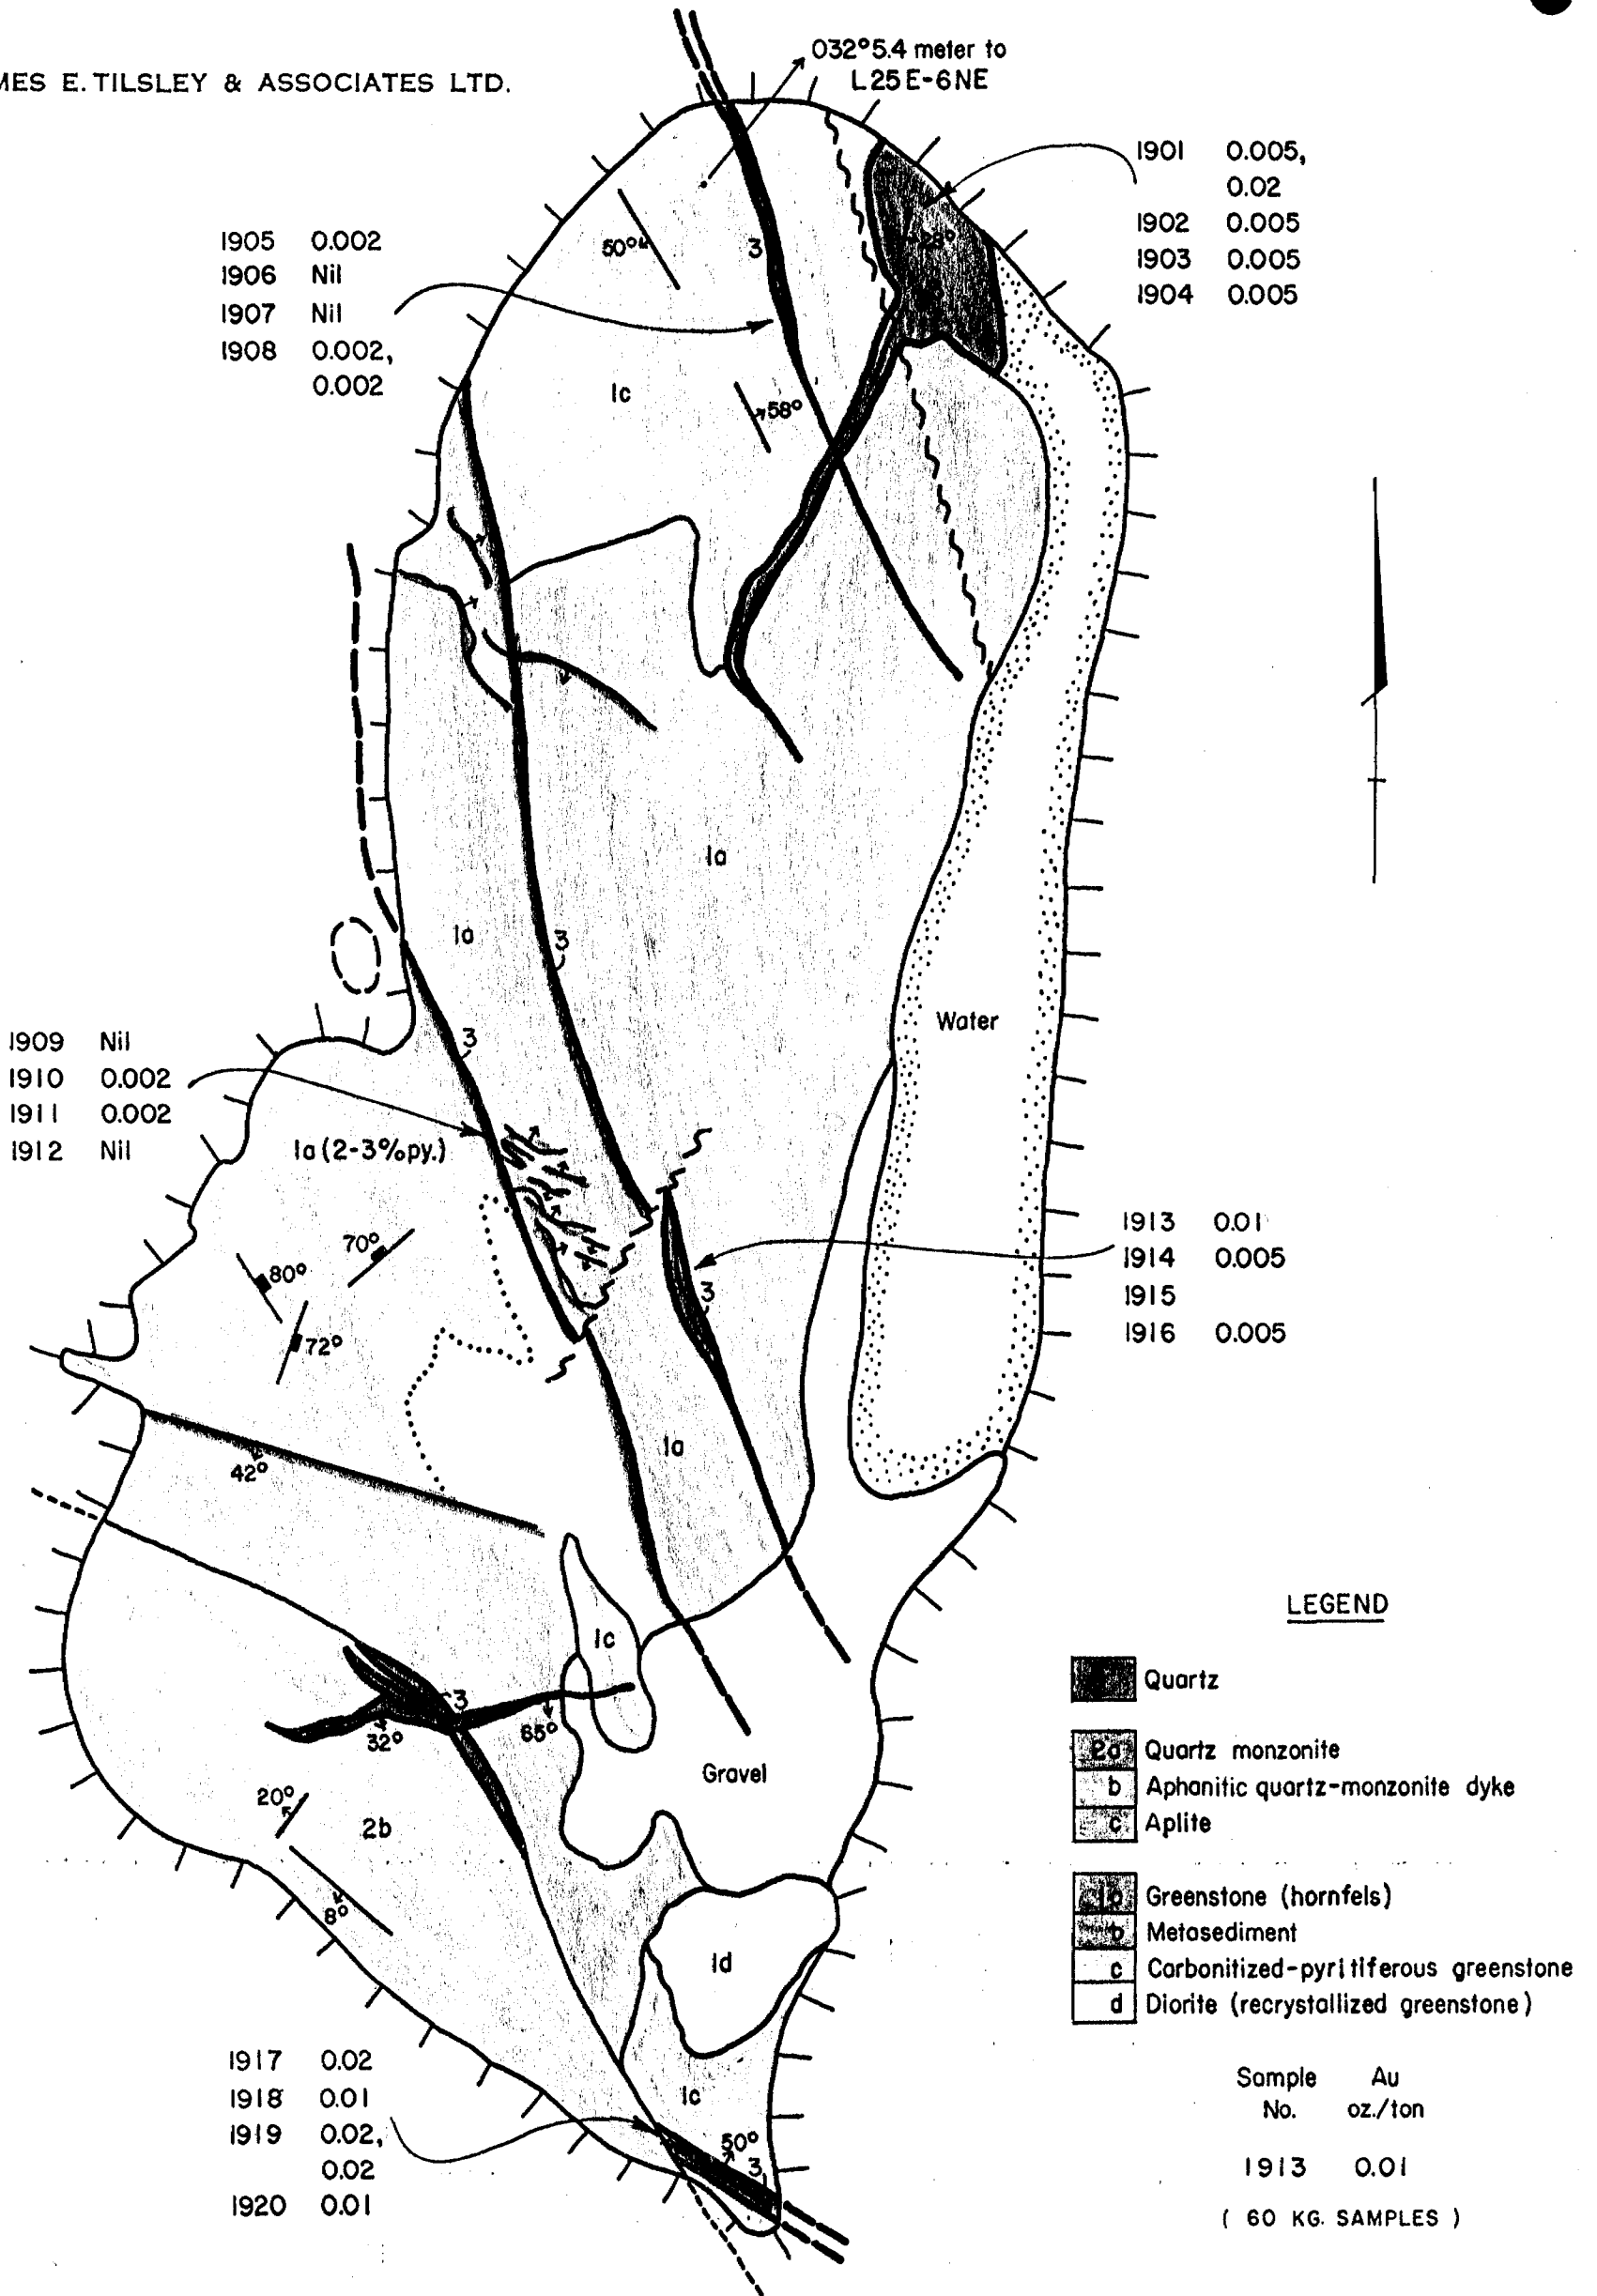 MES E. TILSLEY & ASSOCIATES LTD.
032° 5.4 meter to
L25E-6NE
1901 0.005,
0.02
1902 0.005
1903 0.005
1904 0.005
1905 0.002
1906 Nil
1907 Nil
1908 0.002,
0.002
50°
3
28°
1c
58°
1a
1a
3
3
Water
1909 Nil
1910 0.002
1911 0.002
1912 Nil
1a (2-3% py.)
70°
80°
72°
1913 0.01
1914 0.005
1915
1916 0.005
3
1a
42°
1c
3
32°
65°
Gravel
20°
2b
8°
1d
1c
50°
3
1917 0.02
1918 0.01
1919 0.02,
0.02
1920 0.01
LEGEND
Quartz
2a Quartz monzonite
b Aphanitic quartz-monzonite dyke
c Aplite
1a Greenstone (hornfels)
b Metasediment
c Carbonitized-pyritiferous greenstone
d Diorite (recrystallized greenstone)
Sample Au
No. oz./ton
1913 0.01
( 60 KG. SAMPLES )